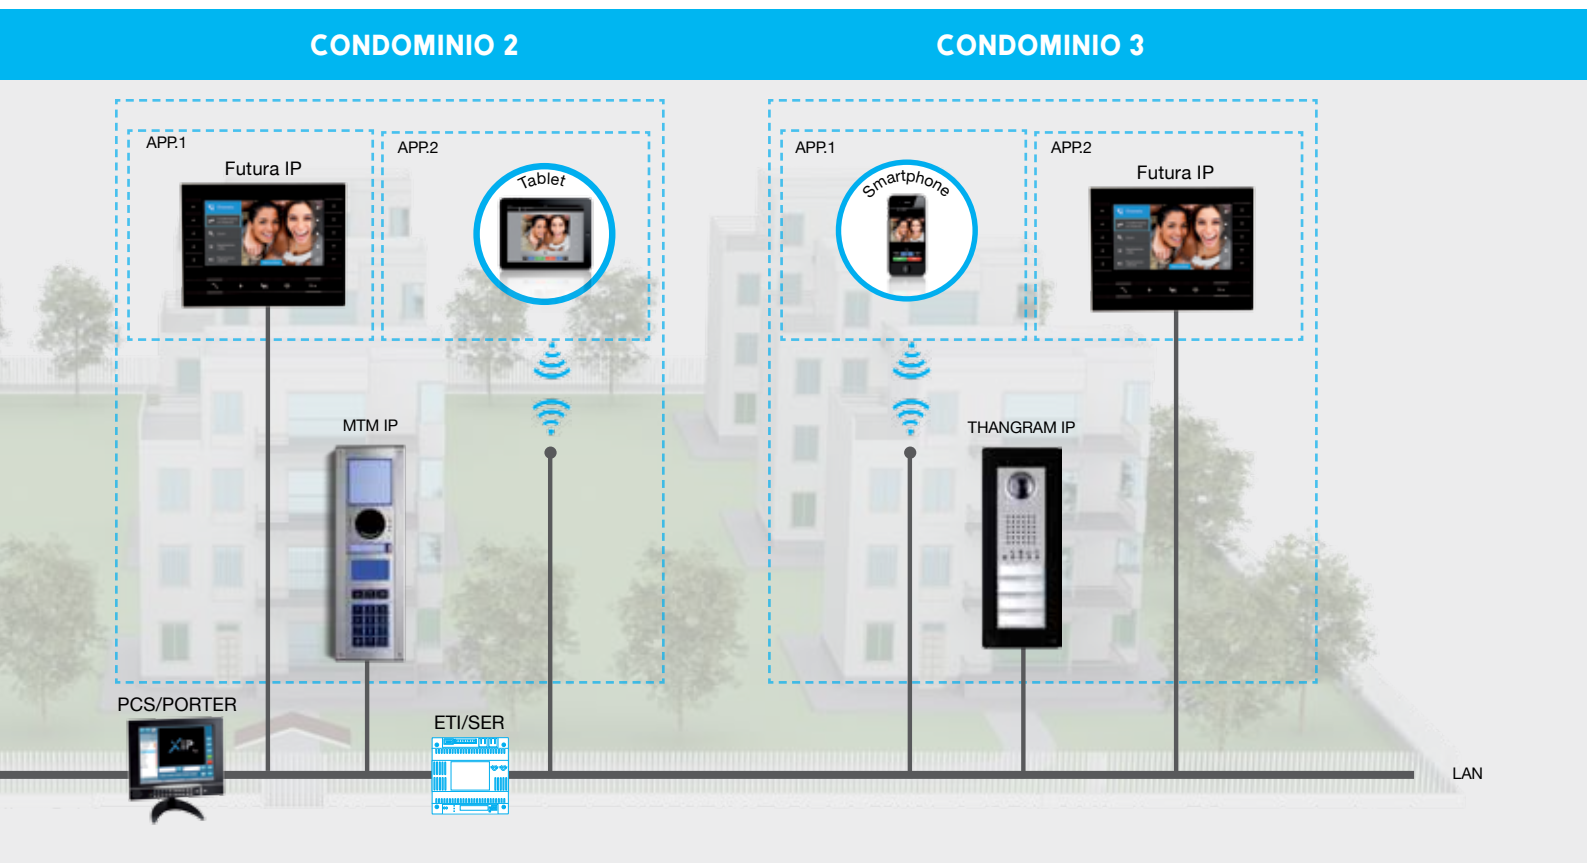 CONDOMINIO 2
CONDOMINIO 3
APP.1
APP.2
Futura IP
Tablet
APP.1
APP.2
Smartphone
Futura IP
MTM IP
THANGRAM IP
PCS/PORTER
XiP
ETI/SER
LAN